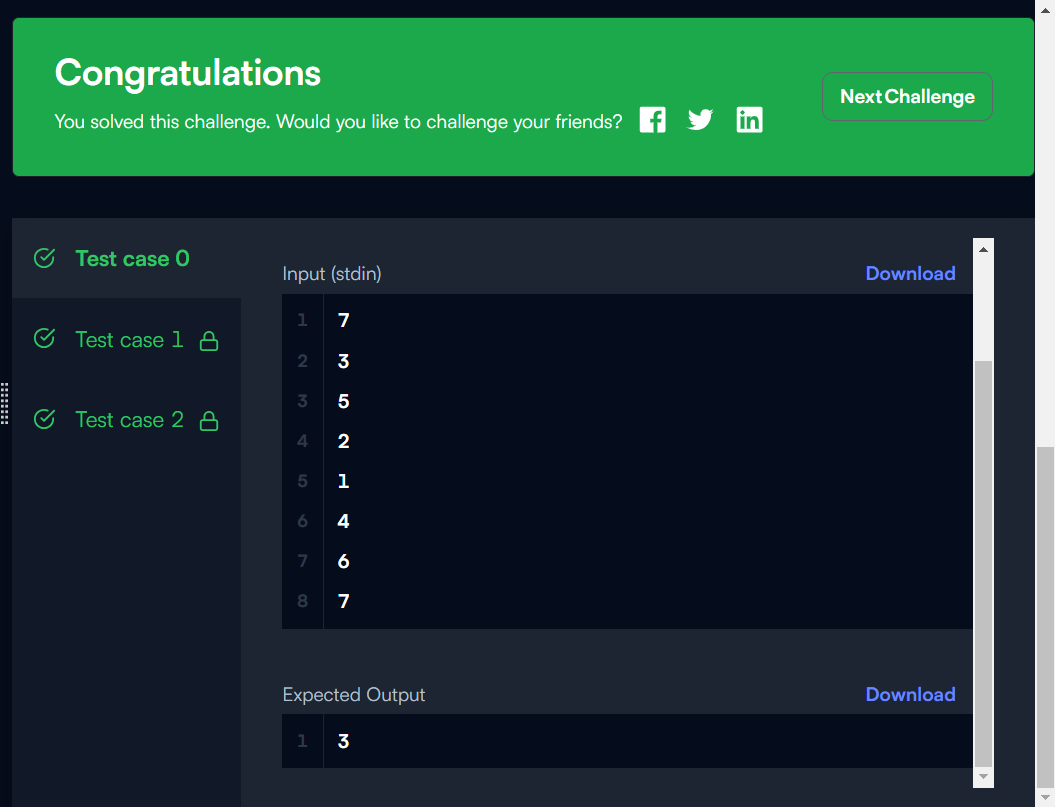 Congratulations
You solved this challenge. Would you like to challenge your friends?
Next Challenge
Test case 0
Test case 1
Test case 2
Input (stdin)
Download
1 7
2 3
3 5
4 2
5 1
6 4
7 6
8 7
Expected Output
Download
1 3